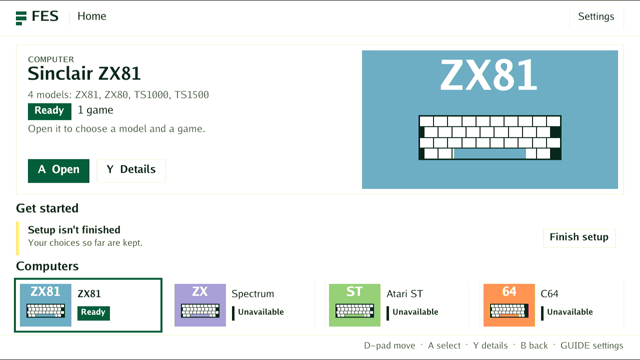 FES Home Settings
COMPUTER
Sinclair ZX81
4 models: ZX81, ZX80, TS1000, TS1500
Ready 1 game
Open it to choose a model and a game.
A Open Y Details
ZX81
Get started
Setup isn't finished
Your choices so far are kept.
Finish setup
Computers
ZX81 ZX81 Ready
ZX Spectrum Unavailable
ST Atari ST Unavailable
64 C64 Unavailable
D-pad move · A select · Y details · B back · GUIDE settings